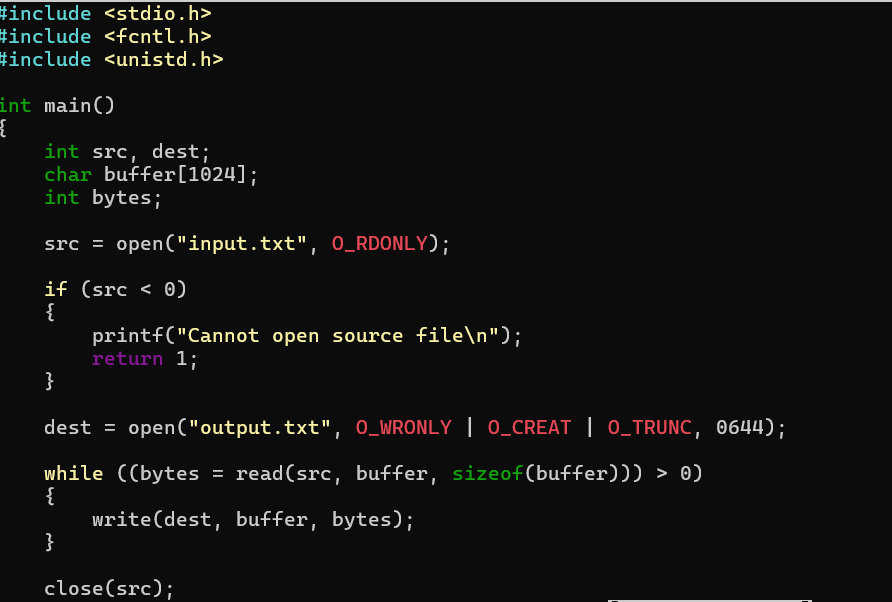 #include <stdio.h>
#include <fcntl.h>
#include <unistd.h>
int main()
{
    int src, dest;
    char buffer[1024];
    int bytes;
    src = open("input.txt", O_RDONLY);
    if (src < 0)
    {
        printf("Cannot open source file\n");
        return 1;
    }
    dest = open("output.txt", O_WRONLY | O_CREAT | O_TRUNC, 0644);
    while ((bytes = read(src, buffer, sizeof(buffer))) > 0)
    {
        write(dest, buffer, bytes);
    }
    close(src);